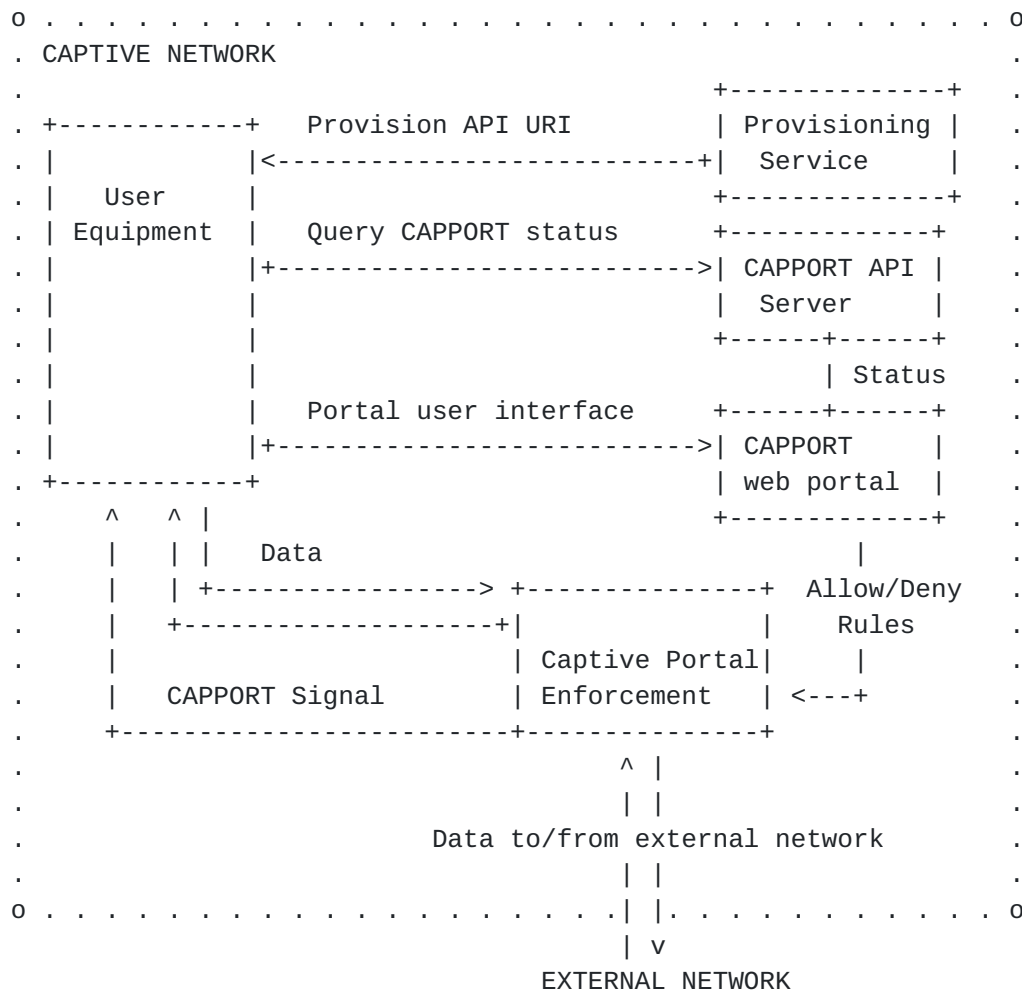 o . . . . . . . . . . . . . . . . . . . . . . . . . . . . . . . o
. CAPTIVE NETWORK                                               .
.                                            +--------------+   .
. +------------+   Provision API URI         | Provisioning |   .
. |            |<---------------------------+|  Service     |   .
. |   User     |                             +--------------+   .
. | Equipment  |   Query CAPPORT status      +-------------+    .
. |            |+--------------------------->| CAPPORT API |    .
. |            |                             |  Server     |    .
. |            |                             +------+------+    .
. |            |                                    | Status    .
. |            |   Portal user interface     +------+------+    .
. |            |+--------------------------->| CAPPORT     |    .
. +------------+                             | web portal  |    .
.     ^   ^ |                                +-------------+    .
.     |   | |   Data                                  |         .
.     |   | +-----------------> +---------------+  Allow/Deny   .
.     |   +--------------------+|               |    Rules      .
.     |                         | Captive Portal|     |         .
.     |   CAPPORT Signal        | Enforcement   | <---+         .
.     +-------------------------+---------------+               .
.                                      ^ |                      .
.                                      | |                      .
.                          Data to/from external network        .
.                                      | |                      .
o . . . . . . . . . . . . . . . . . . .| |. . . . . . . . . . . o
                                       | v
                                  EXTERNAL NETWORK